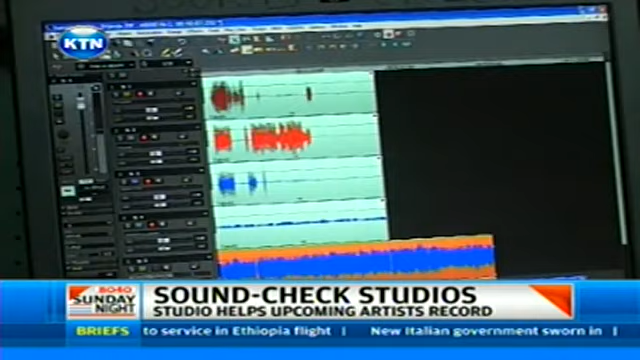 KTN
8040
SUNDAY
NIGHT
SOUND-CHECK STUDIOS
STUDIO HELPS UPCOMING ARTISTS RECORD
BRIEFS to service in Ethiopia flight | New Italian government sworn in |